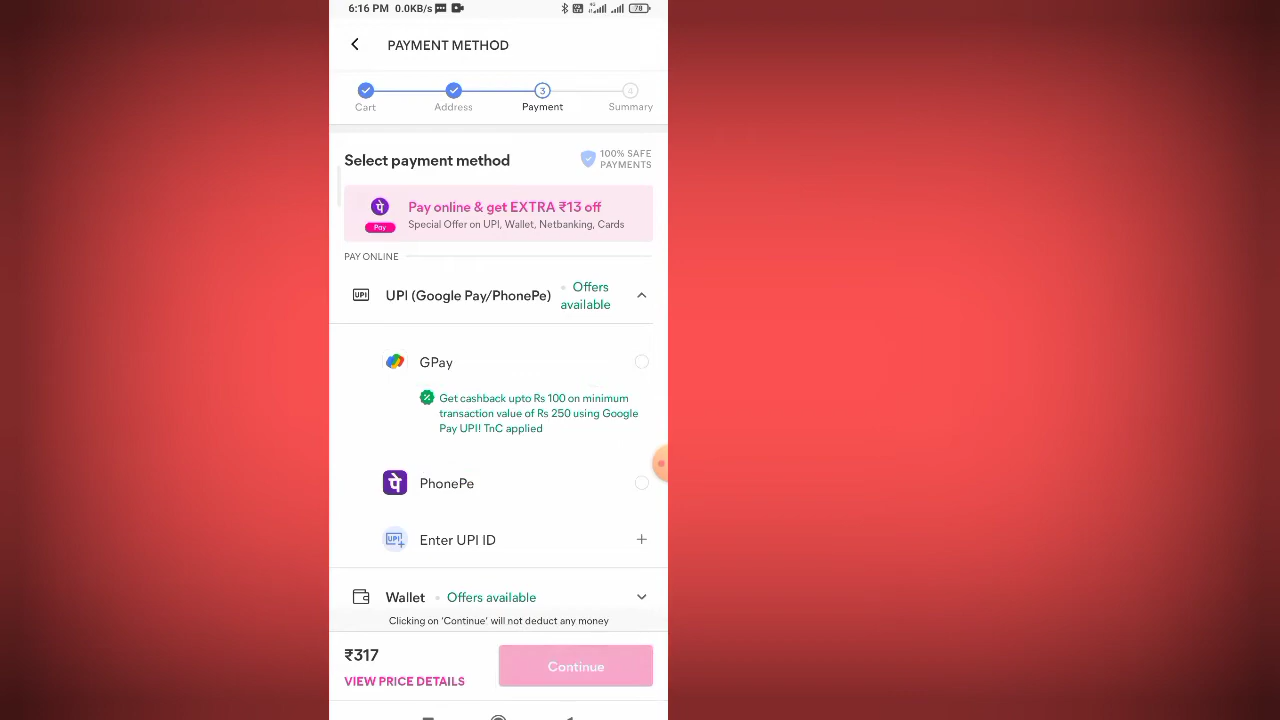 6:16 PM 0.0KB/s 78
PAYMENT METHOD
3 4
Cart Address Payment Summary
Select payment method
100% SAFE
PAYMENTS
पे
Pay
Pay online & get EXTRA ₹13 off
Special Offer on UPI, Wallet, Netbanking, Cards
PAY ONLINE
UPI UPI (Google Pay/PhonePe) • Offers
available
GPay
Get cashback upto Rs 100 on minimum
transaction value of Rs 250 using Google
Pay UPI! TnC applied
पे PhonePe
UPI Enter UPI ID
Wallet • Offers available
Clicking on 'Continue' will not deduct any money
₹317
VIEW PRICE DETAILS
Continue